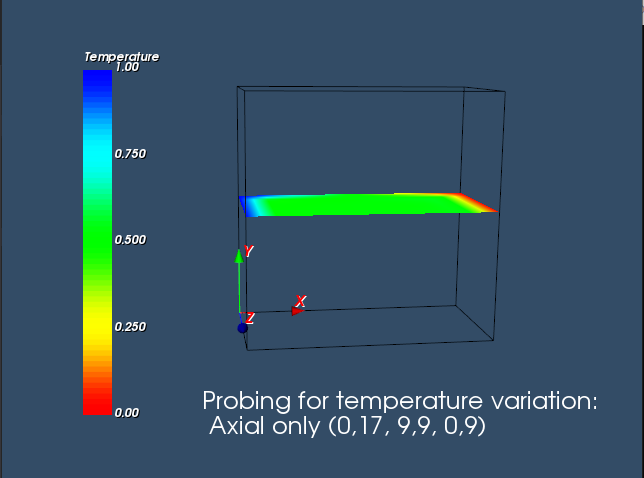 Temperature
1.00
0.750
0.500
0.250
0.00
Y
X
Z
Probing for temperature variation:
Axial only (0,17, 9,9, 0,9)